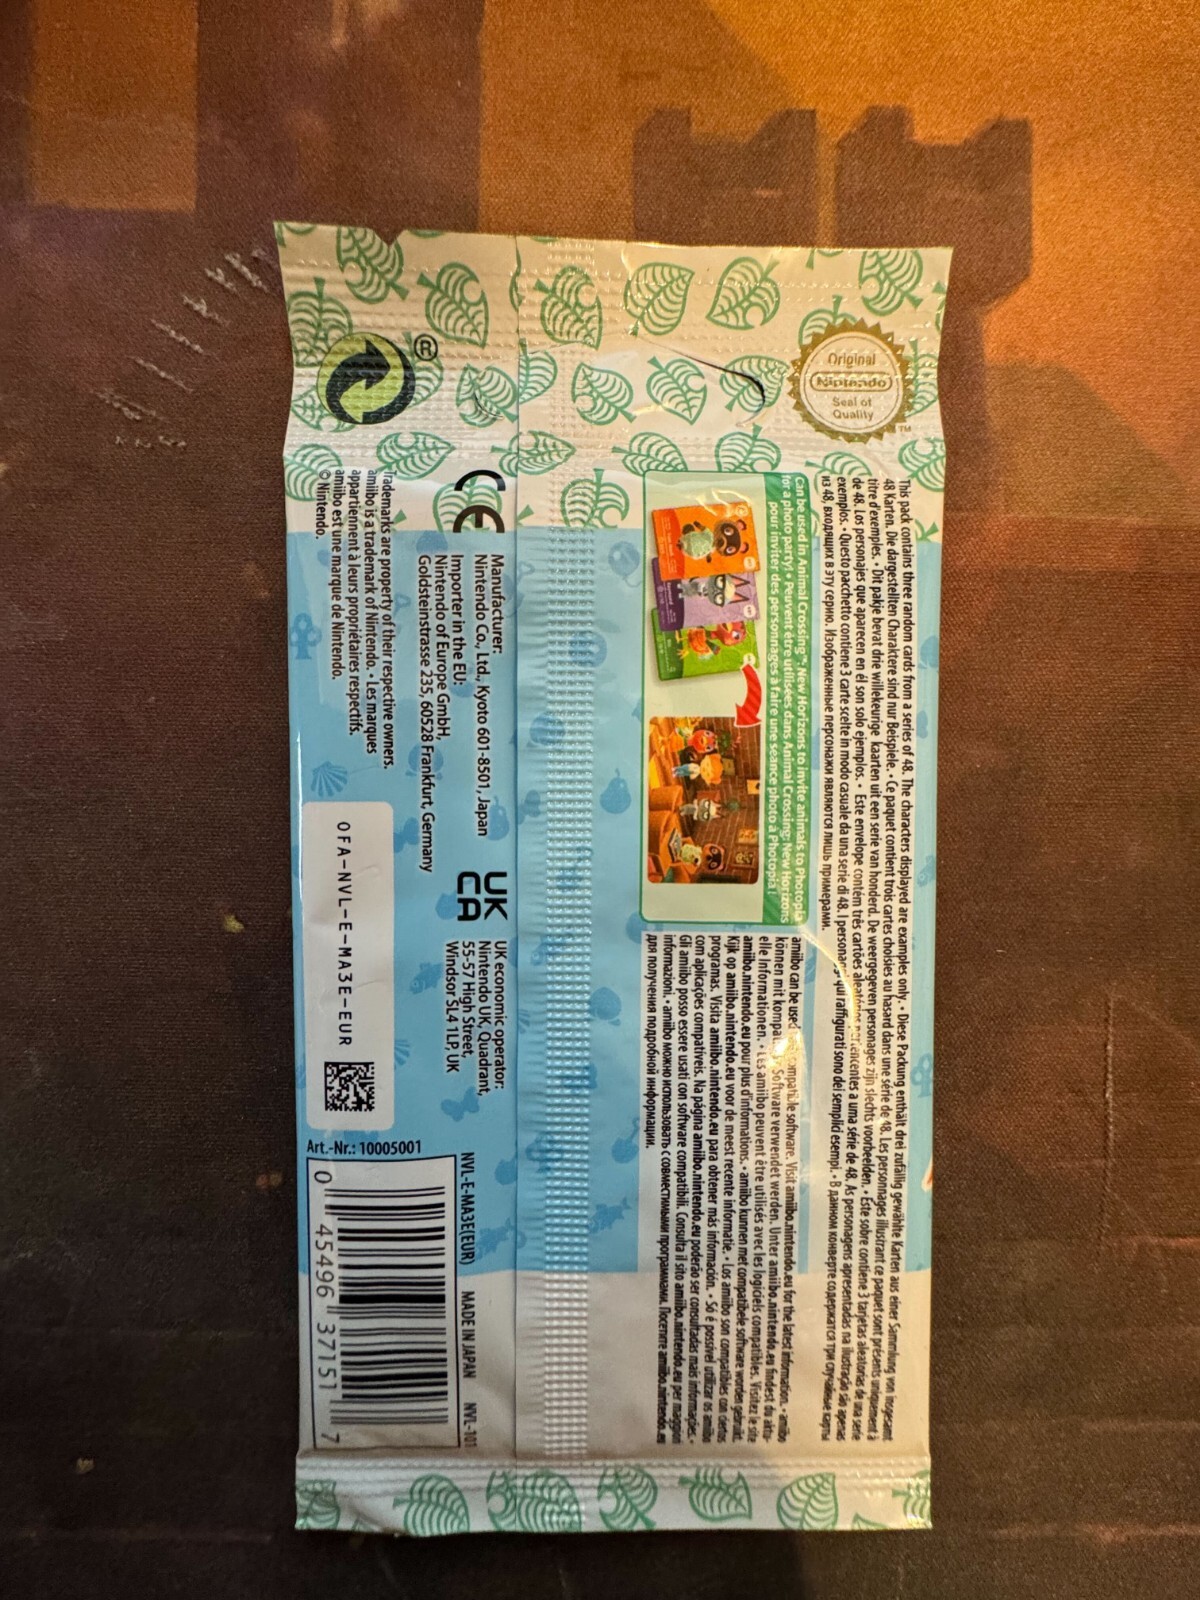 Original
Nintendo
Seal of
Quality
TM
This pack contains three random cards from a series of 48. The characters displayed are examples only. • Diese Packung enthält drei zufällig gewählte Karten aus einer Sammlung von insgesamt
48 Karten. Die dargestellten Charaktere sind nur Beispiele. • Ce paquet contient trois cartes choisies au hasard dans une série de 48. Les personnages illustrant ce paquet sont présents uniquement à
titre d'exemples. • Dit pakje bevat drie willekeurige kaarten uit een serie van honderd. De weergegeven personages zijn slechts voorbeelden. • Este sobre contiene 3 tarjetas aleatorias de una serie
de 48. Los personajes que aparecen en él son solo ejemplos. • Este envelope contém três cartões aleatórios pertencentes a uma série de 48. As personagens apresentadas na ilustração são apenas
exemplos. • Questo pacchetto contiene 3 carte scelte in modo casuale da una serie di 48. I personaggi qui raffigurati sono dei semplici esempi. • В данном конверте содержатся три случайные карты
из 48, входящих в эту серию. Изображенные персонажи являются лишь примерами.
Can be used in Animal Crossing™: New Horizons to invite animals to Photopia
for a photo party! • Peuvent être utilisées dans Animal Crossing: New Horizons
pour inviter des personnages à faire une séance photo à Photopia !
amiibo can be used compatible software. Visit amiibo.nintendo.eu for the latest information. • amiibo
können mit Software verwendet werden. Unter amiibo.nintendo.eu findest du aktu-
elle Informationen. • Les amiibo peuvent être utilisés avec les logiciels compatibles. Visitez le site
amiibo.nintendo.eu pour plus d'informations. • amiibo kunnen met compatibele software worden gebruikt.
Kijk op amiibo.nintendo.eu voor de meest recente informatie. • Los amiibo son compatibles con ciertos
programas. Visita amiibo.nintendo.eu para obtener más información. • Só é possível utilizar os amiibo
com aplicações compatíveis. Na página amiibo.nintendo.eu poderão ser consultadas mais informações. •
Gli amiibo posso essere usati con software compatibili. Consulta il sito amiibo.nintendo.eu per maggiori
informazioni. • amiibo можно использовать с совместимыми программами. Посетите amiibo.nintendo.eu
для получения подробной информации.
CE
Manufacturer:
Nintendo Co., Ltd., Kyoto 601-8501, Japan
Importer in the EU:
Nintendo of Europe GmbH,
Goldsteinstrasse 235, 60528 Frankfurt, Germany
UK
CA
UK economic operator:
Nintendo UK, Quadrant,
55-57 High Street,
Windsor SL4 1LP, UK
Trademarks are property of their respective owners.
amiibo is a trademark of Nintendo. • Les marques
appartiennent à leurs propriétaires respectifs.
amiibo est une marque de Nintendo.
© Nintendo.
OFA-NVL-E-MA3E-EUR
Art.-Nr.: 10005001
NVL-E-MA3E(EUR) MADE IN JAPAN NVL-101
0 45496 37151 7